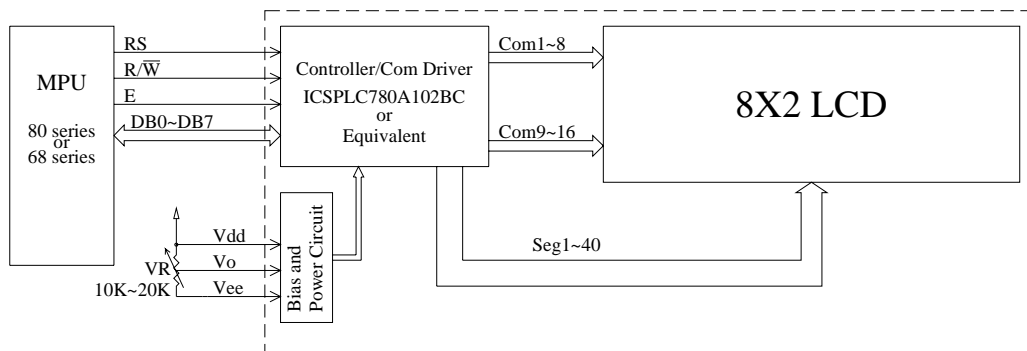 MPU
80 series
or
68 series
RS
R/W̅
E
DB0~DB7
Controller/Com Driver
ICSPLC780A102BC
or
Equivalent
Com1~8
Com9~16
8X2 LCD
Seg1~40
Vdd
Vo
Vee
VR
10K~20K
Bias and
Power Circuit